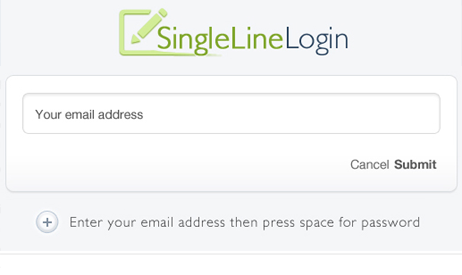 SingleLineLogin
Your email address
Cancel Submit
Enter your email address then press space for password